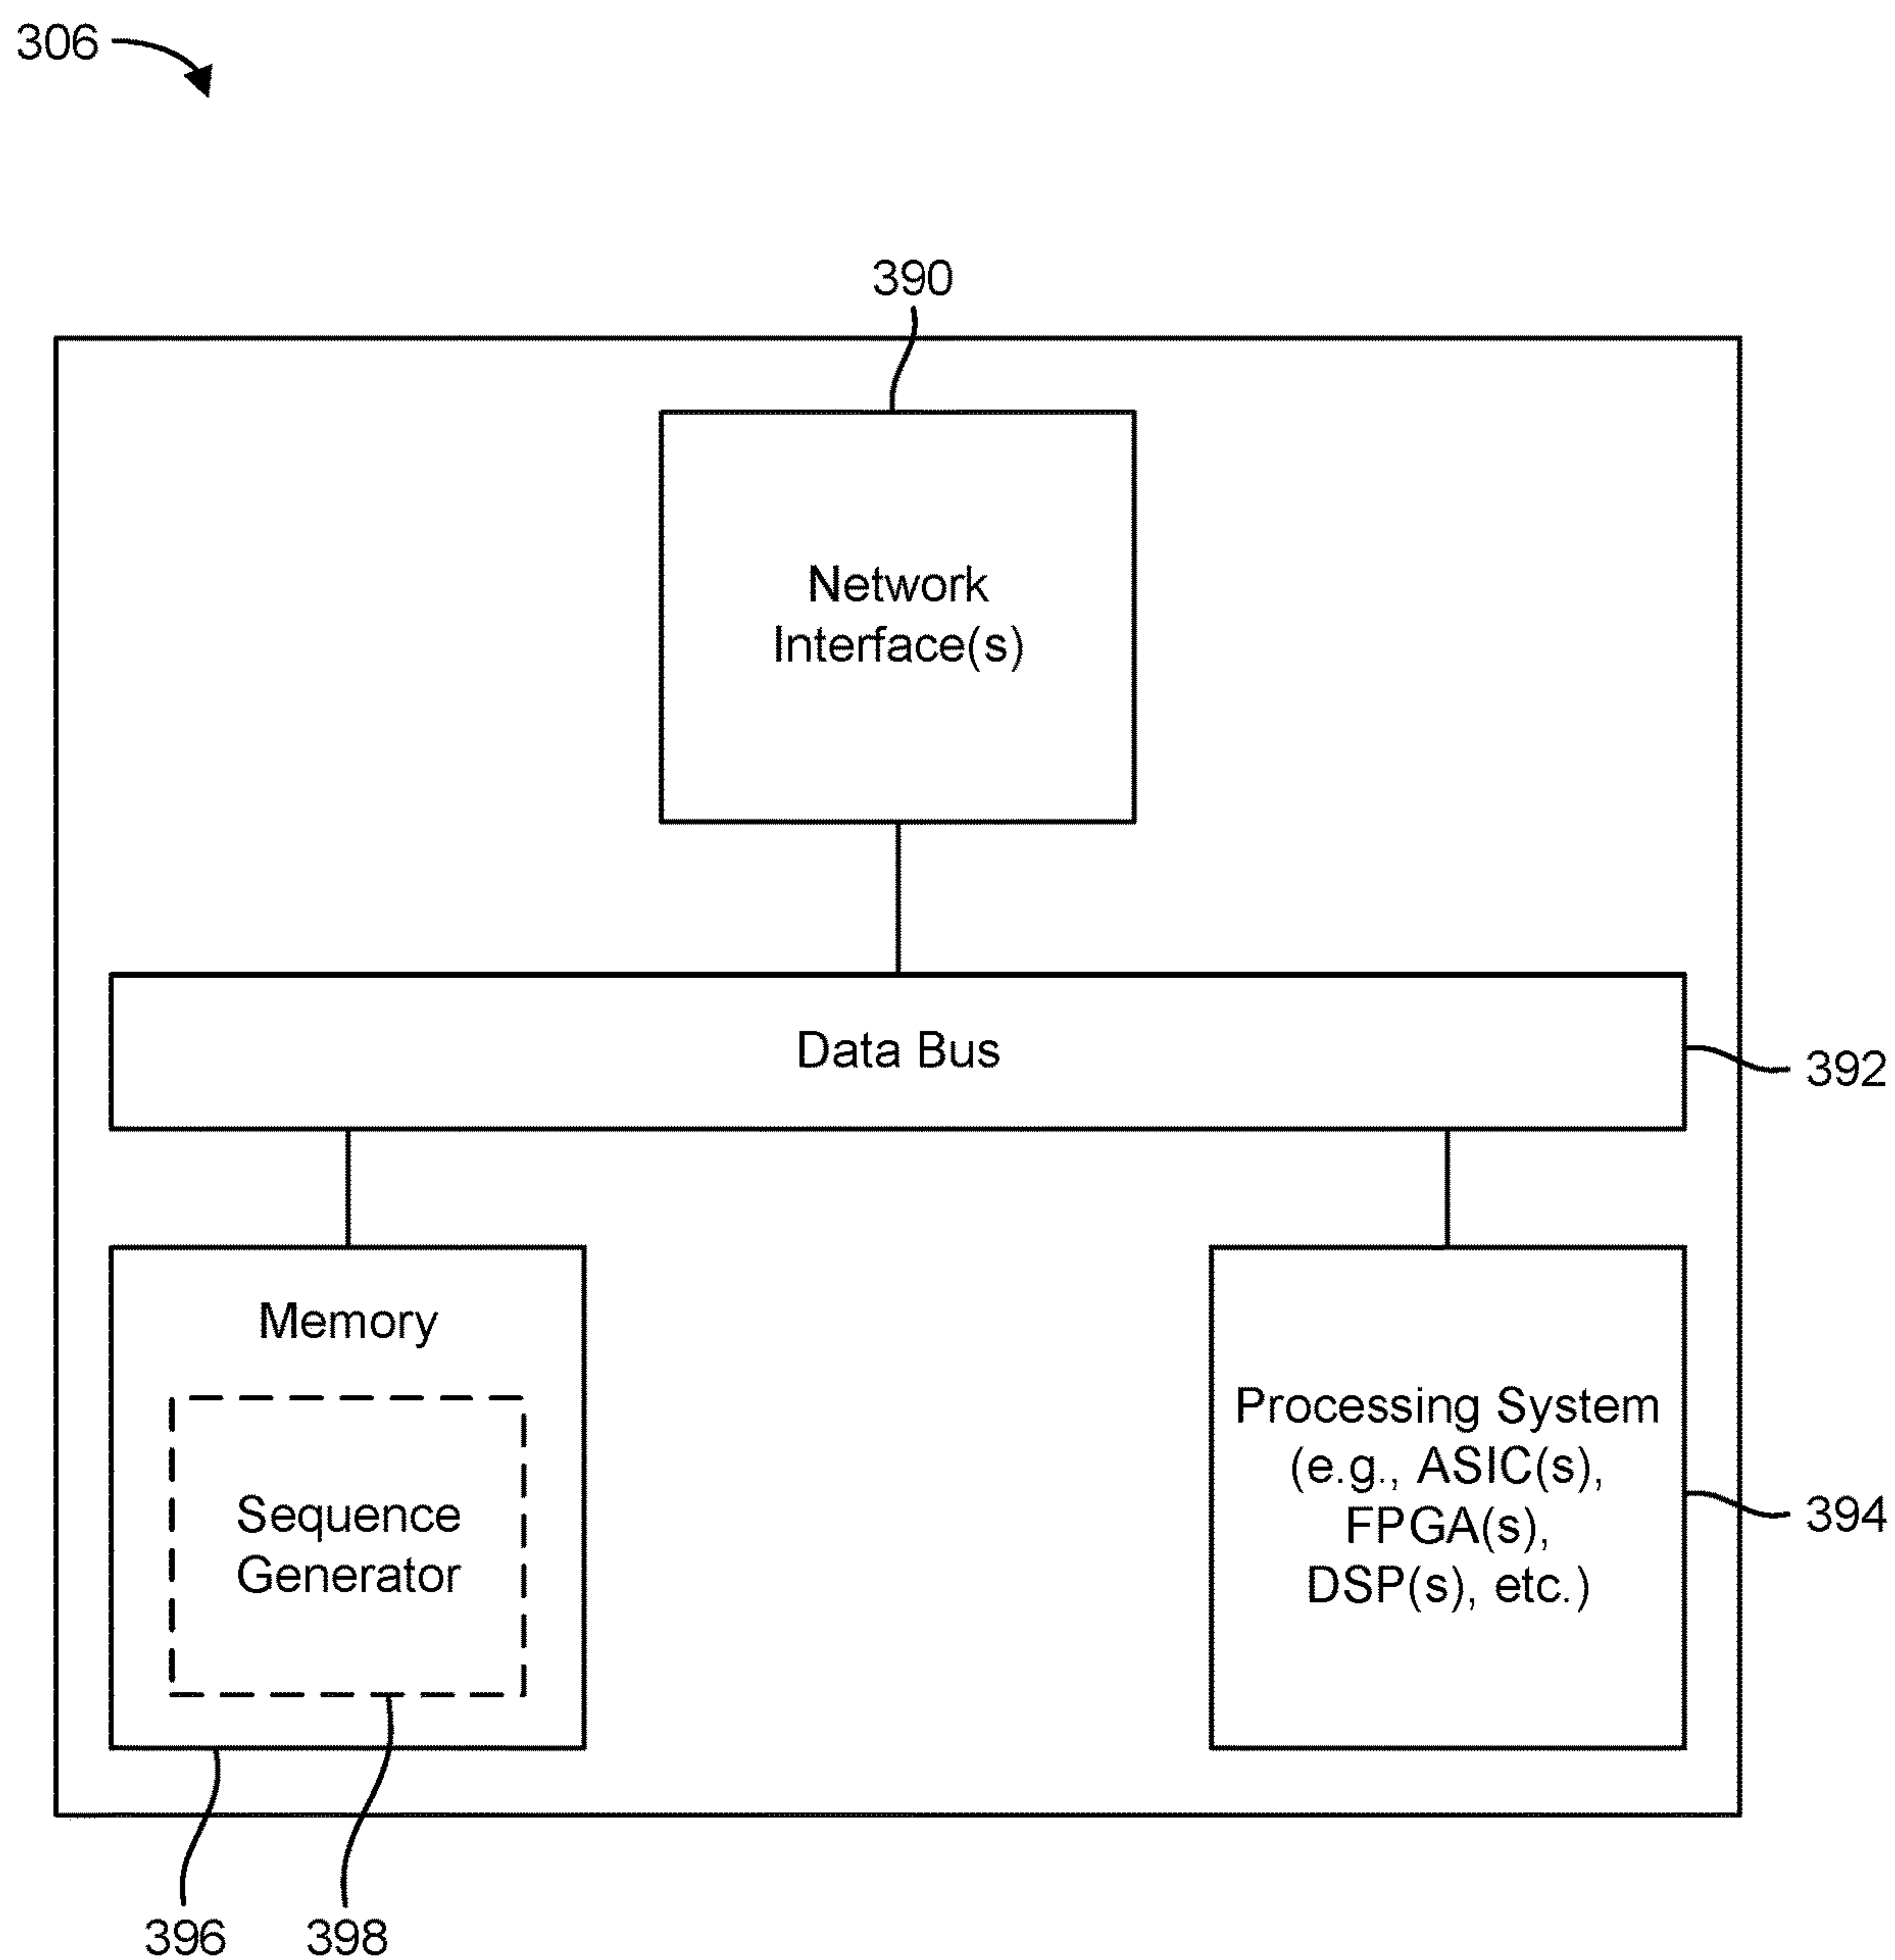 306
390
Network
Interface(s)
Data Bus
392
Memory
Sequence
Generator
Processing System
(e.g., ASIC(s),
FPGA(s),
DSP(s), etc.)
394
396
398